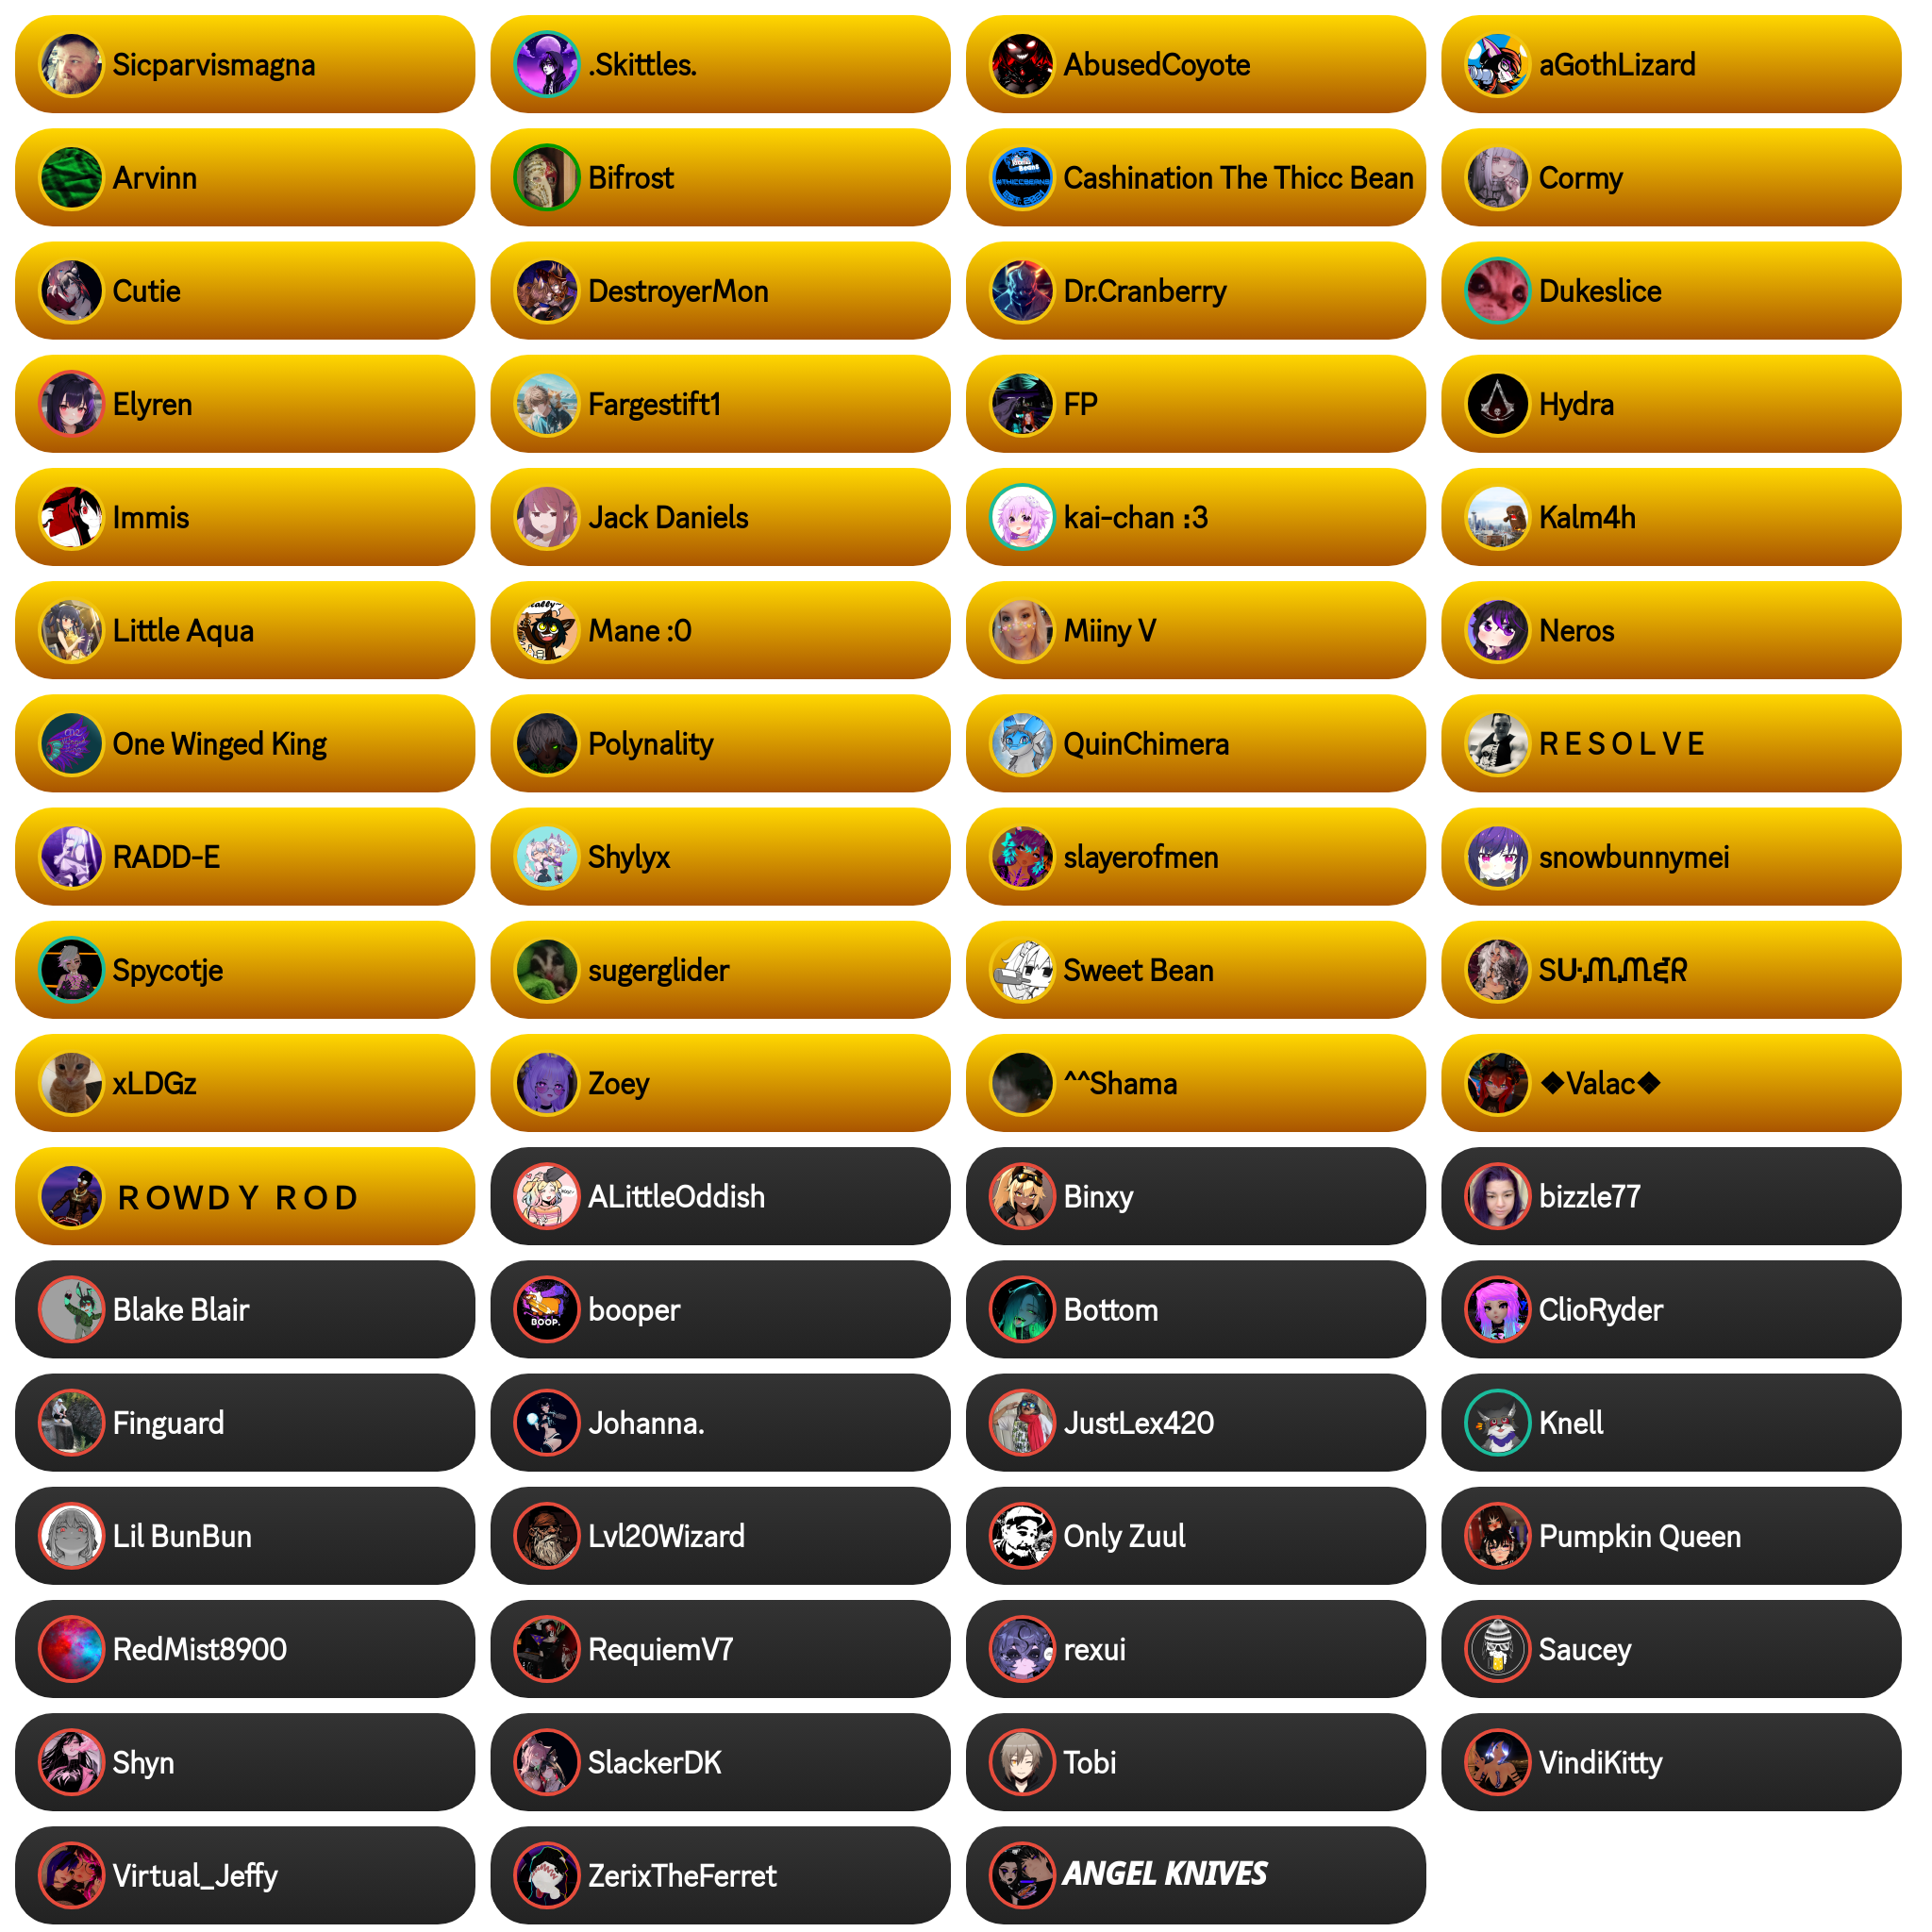 Sicparvismagna
.Skittles.
AbusedCoyote
aGothLizard
Arvinn
Bifrost
Cashination The Thicc Bean
Cormy
Cutie
DestroyerMon
Dr.Cranberry
Dukeslice
Elyren
Fargestift1
FP
Hydra
Immis
Jack Daniels
kai-chan :3
Kalm4h
Little Aqua
Mane :0
Miiny V
Neros
One Winged King
Polynality
QuinChimera
R E S O L V E
RADD-E
Shylyx
slayerofmen
snowbunnymei
Spycotje
sugerglider
Sweet Bean
xLDGz
Zoey
^^Shama
❖Valac❖
ＲＯＷＤＹ ＲＯＤ
ALittleOddish
Binxy
bizzle77
Blake Blair
BOOP.
booper
Bottom
ClioRyder
Finguard
Johanna.
JustLex420
Knell
Lil BunBun
Lvl20Wizard
Only Zuul
Pumpkin Queen
RedMist8900
RequiemV7
rexui
Saucey
Shyn
SlackerDK
Tobi
VindiKitty
Virtual_Jeffy
ZerixTheFerret
ANGEL KNIVES